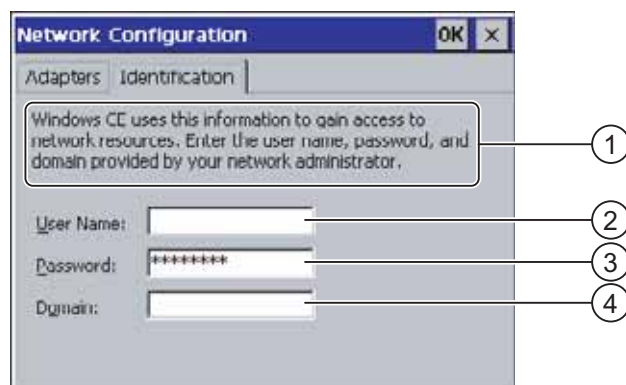 Network Configuration OK ×
Adapters Identification
Windows CE uses this information to gain access to
network resources. Enter the user name, password, and
domain provided by your network administrator.
1
User Name:
2
Password: ********
3
Domain:
4